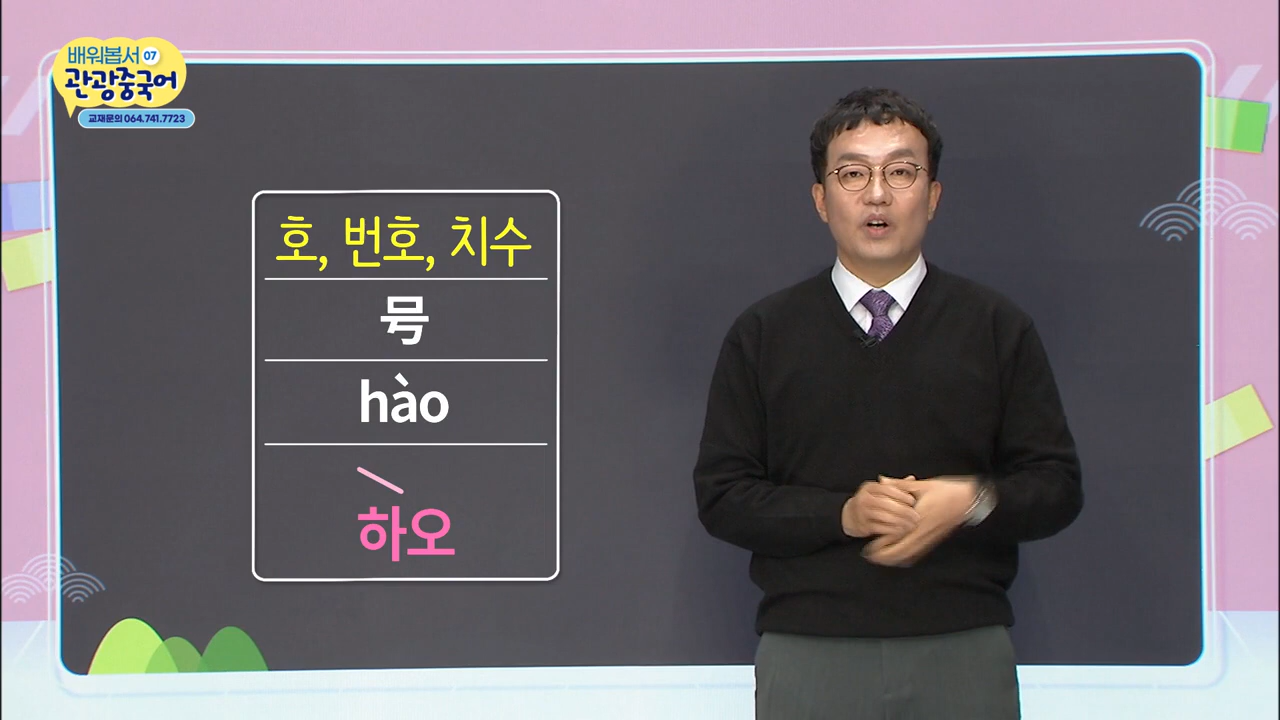 배워봅서 07
관광중국어
교재문의 064.741.7723
호, 번호, 치수
号
hào
하오